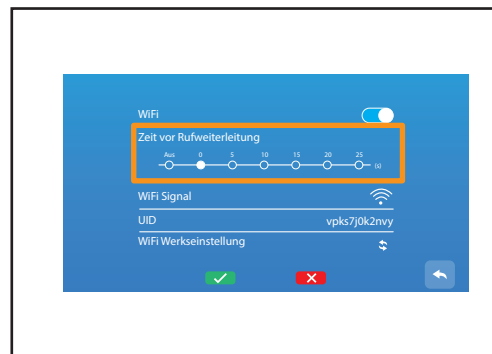 WiFi
Zeit vor Rufweiterleitung
Aus 0 5 10 15 20 25
(s)
WiFi Signal
UID vpks7j0k2nvy
WiFi Werkseinstellung